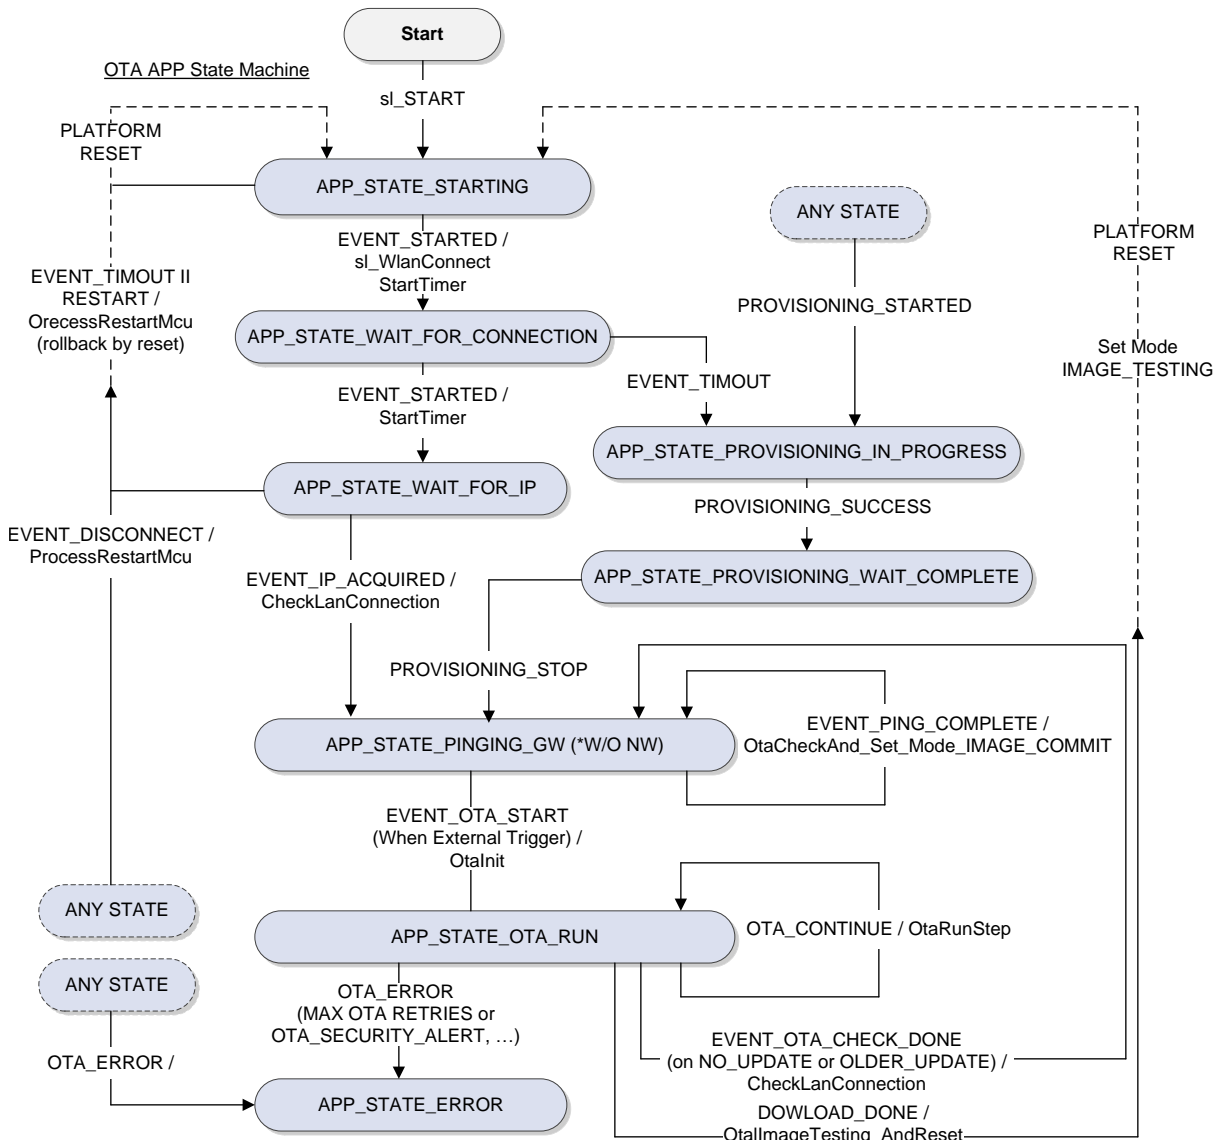 Start
OTA APP State Machine
sl_START
PLATFORM
RESET
APP_STATE_STARTING
ANY STATE
EVENT_STARTED /
sl_WlanConnect
StartTimer
PLATFORM
RESET
EVENT_TIMOUT II
RESTART /
OrecessRestartMcu
(rollback by reset)
PROVISIONING_STARTED
APP_STATE_WAIT_FOR_CONNECTION
Set Mode
IMAGE_TESTING
EVENT_TIMOUT
EVENT_STARTED /
StartTimer
APP_STATE_PROVISIONING_IN_PROGRESS
APP_STATE_WAIT_FOR_IP
PROVISIONING_SUCCESS
EVENT_DISCONNECT /
ProcessRestartMcu
EVENT_IP_ACQUIRED /
CheckLanConnection
APP_STATE_PROVISIONING_WAIT_COMPLETE
PROVISIONING_STOP
APP_STATE_PINGING_GW (*W/O NW)
EVENT_PING_COMPLETE /
OtaCheckAnd_Set_Mode_IMAGE_COMMIT
EVENT_OTA_START
(When External Trigger) /
OtaInit
ANY STATE
APP_STATE_OTA_RUN
OTA_CONTINUE / OtaRunStep
ANY STATE
OTA_ERROR
(MAX OTA RETRIES or
OTA_SECURITY_ALERT, …)
OTA_ERROR /
EVENT_OTA_CHECK_DONE
(on NO_UPDATE or OLDER_UPDATE) /
CheckLanConnection
APP_STATE_ERROR
DOWLOAD_DONE /
OtaIImageTesting_AndReset